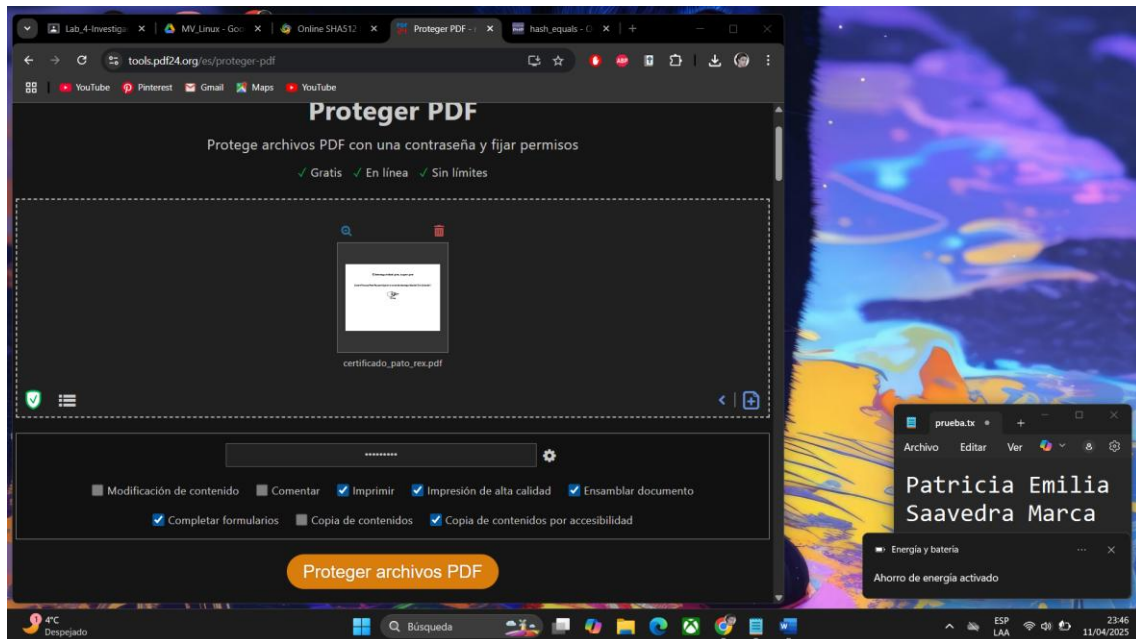 Lab_4-Investiga
MV_Linux - Goo
Online SHA512
Proteger PDF - r
hash_equals - O
tools.pdf24.org/es/proteger-pdf
YouTube
Pinterest
Gmail
Maps
YouTube
Proteger PDF
Protege archivos PDF con una contraseña y fijar permisos
✓ Gratis ✓ En línea ✓ Sin límites
certificado_pato_rex.pdf
Modificación de contenido Comentar Imprimir Impresión de alta calidad Ensamblar documento
Completar formularios Copia de contenidos Copia de contenidos por accesibilidad
Proteger archivos PDF
prueba.tx
Archivo Editar Ver
Patricia Emilia
Saavedra Marca
Energía y batería
Ahorro de energía activado
1
4°C
Despejado
Búsqueda
ESP
LAA
23:46
11/04/2025